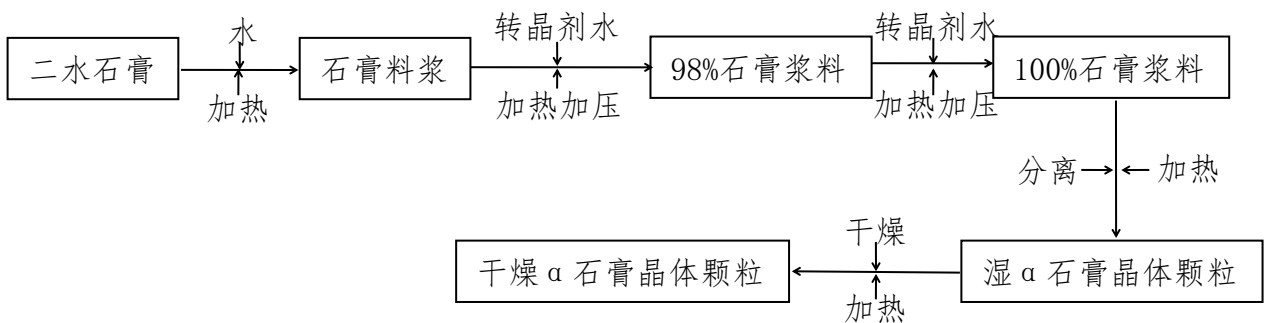 二水石膏
水
加热
石膏料浆
转晶剂水
加热加压
98%石膏浆料
转晶剂水
加热加压
100%石膏浆料
分离
加热
湿α石膏晶体颗粒
干燥
加热
干燥α石膏晶体颗粒